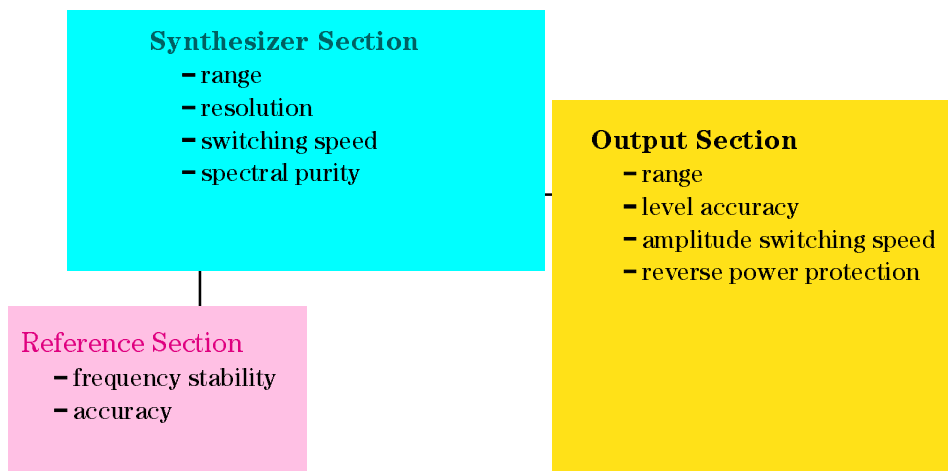 Synthesizer Section
– range
– resolution
– switching speed
– spectral purity
Output Section
– range
– level accuracy
– amplitude switching speed
– reverse power protection
Reference Section
– frequency stability
– accuracy